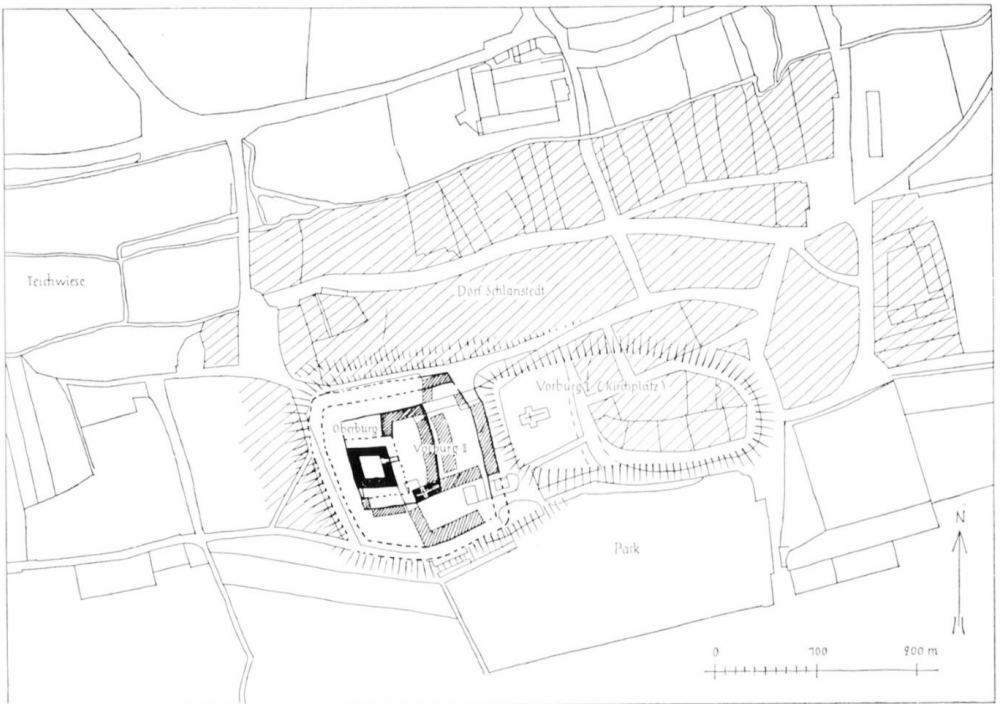 Teichwiese
Dorf Schlanstedt
Vorburg I (Kirchplatz)
Oberburg
Vorburg II
Park
N
0 100 200 m